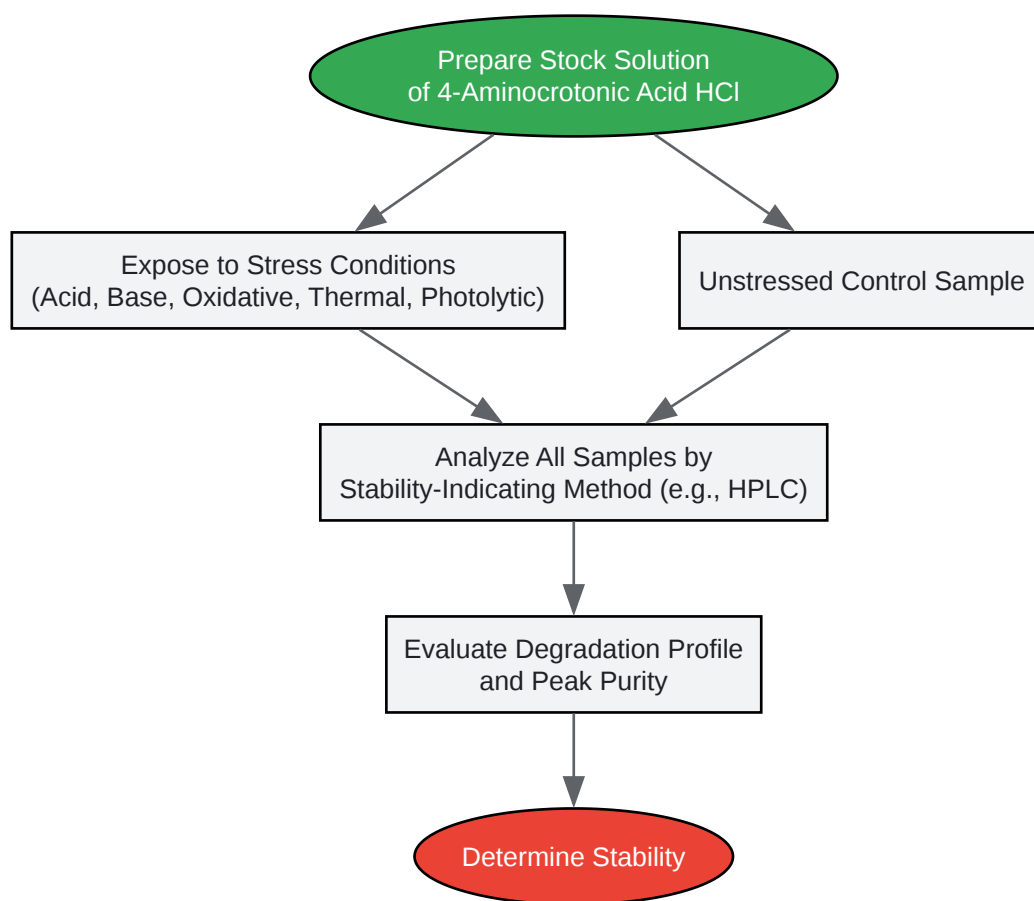 Prepare Stock Solution
of 4-Aminocrotonic Acid HCl
Expose to Stress Conditions
(Acid, Base, Oxidative, Thermal, Photolytic)
Unstressed Control Sample
Analyze All Samples by
Stability-Indicating Method (e.g., HPLC)
Evaluate Degradation Profile
and Peak Purity
Determine Stability